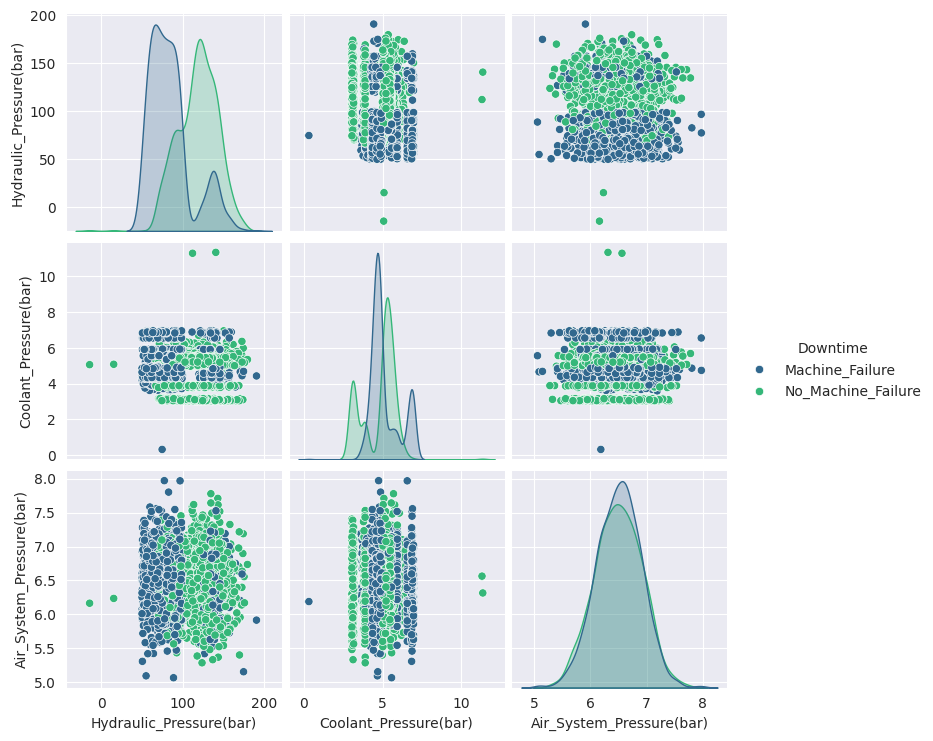 200
150
100
50
0
Hydraulic_Pressure(bar)
10
8
6
4
2
0
Coolant_Pressure(bar)
Downtime
Machine_Failure
No_Machine_Failure
8.0
7.5
7.0
6.5
6.0
5.5
5.0
Air_System_Pressure(bar)
0 100 200
0 5 10
5 6 7 8
Hydraulic_Pressure(bar) Coolant_Pressure(bar) Air_System_Pressure(bar)